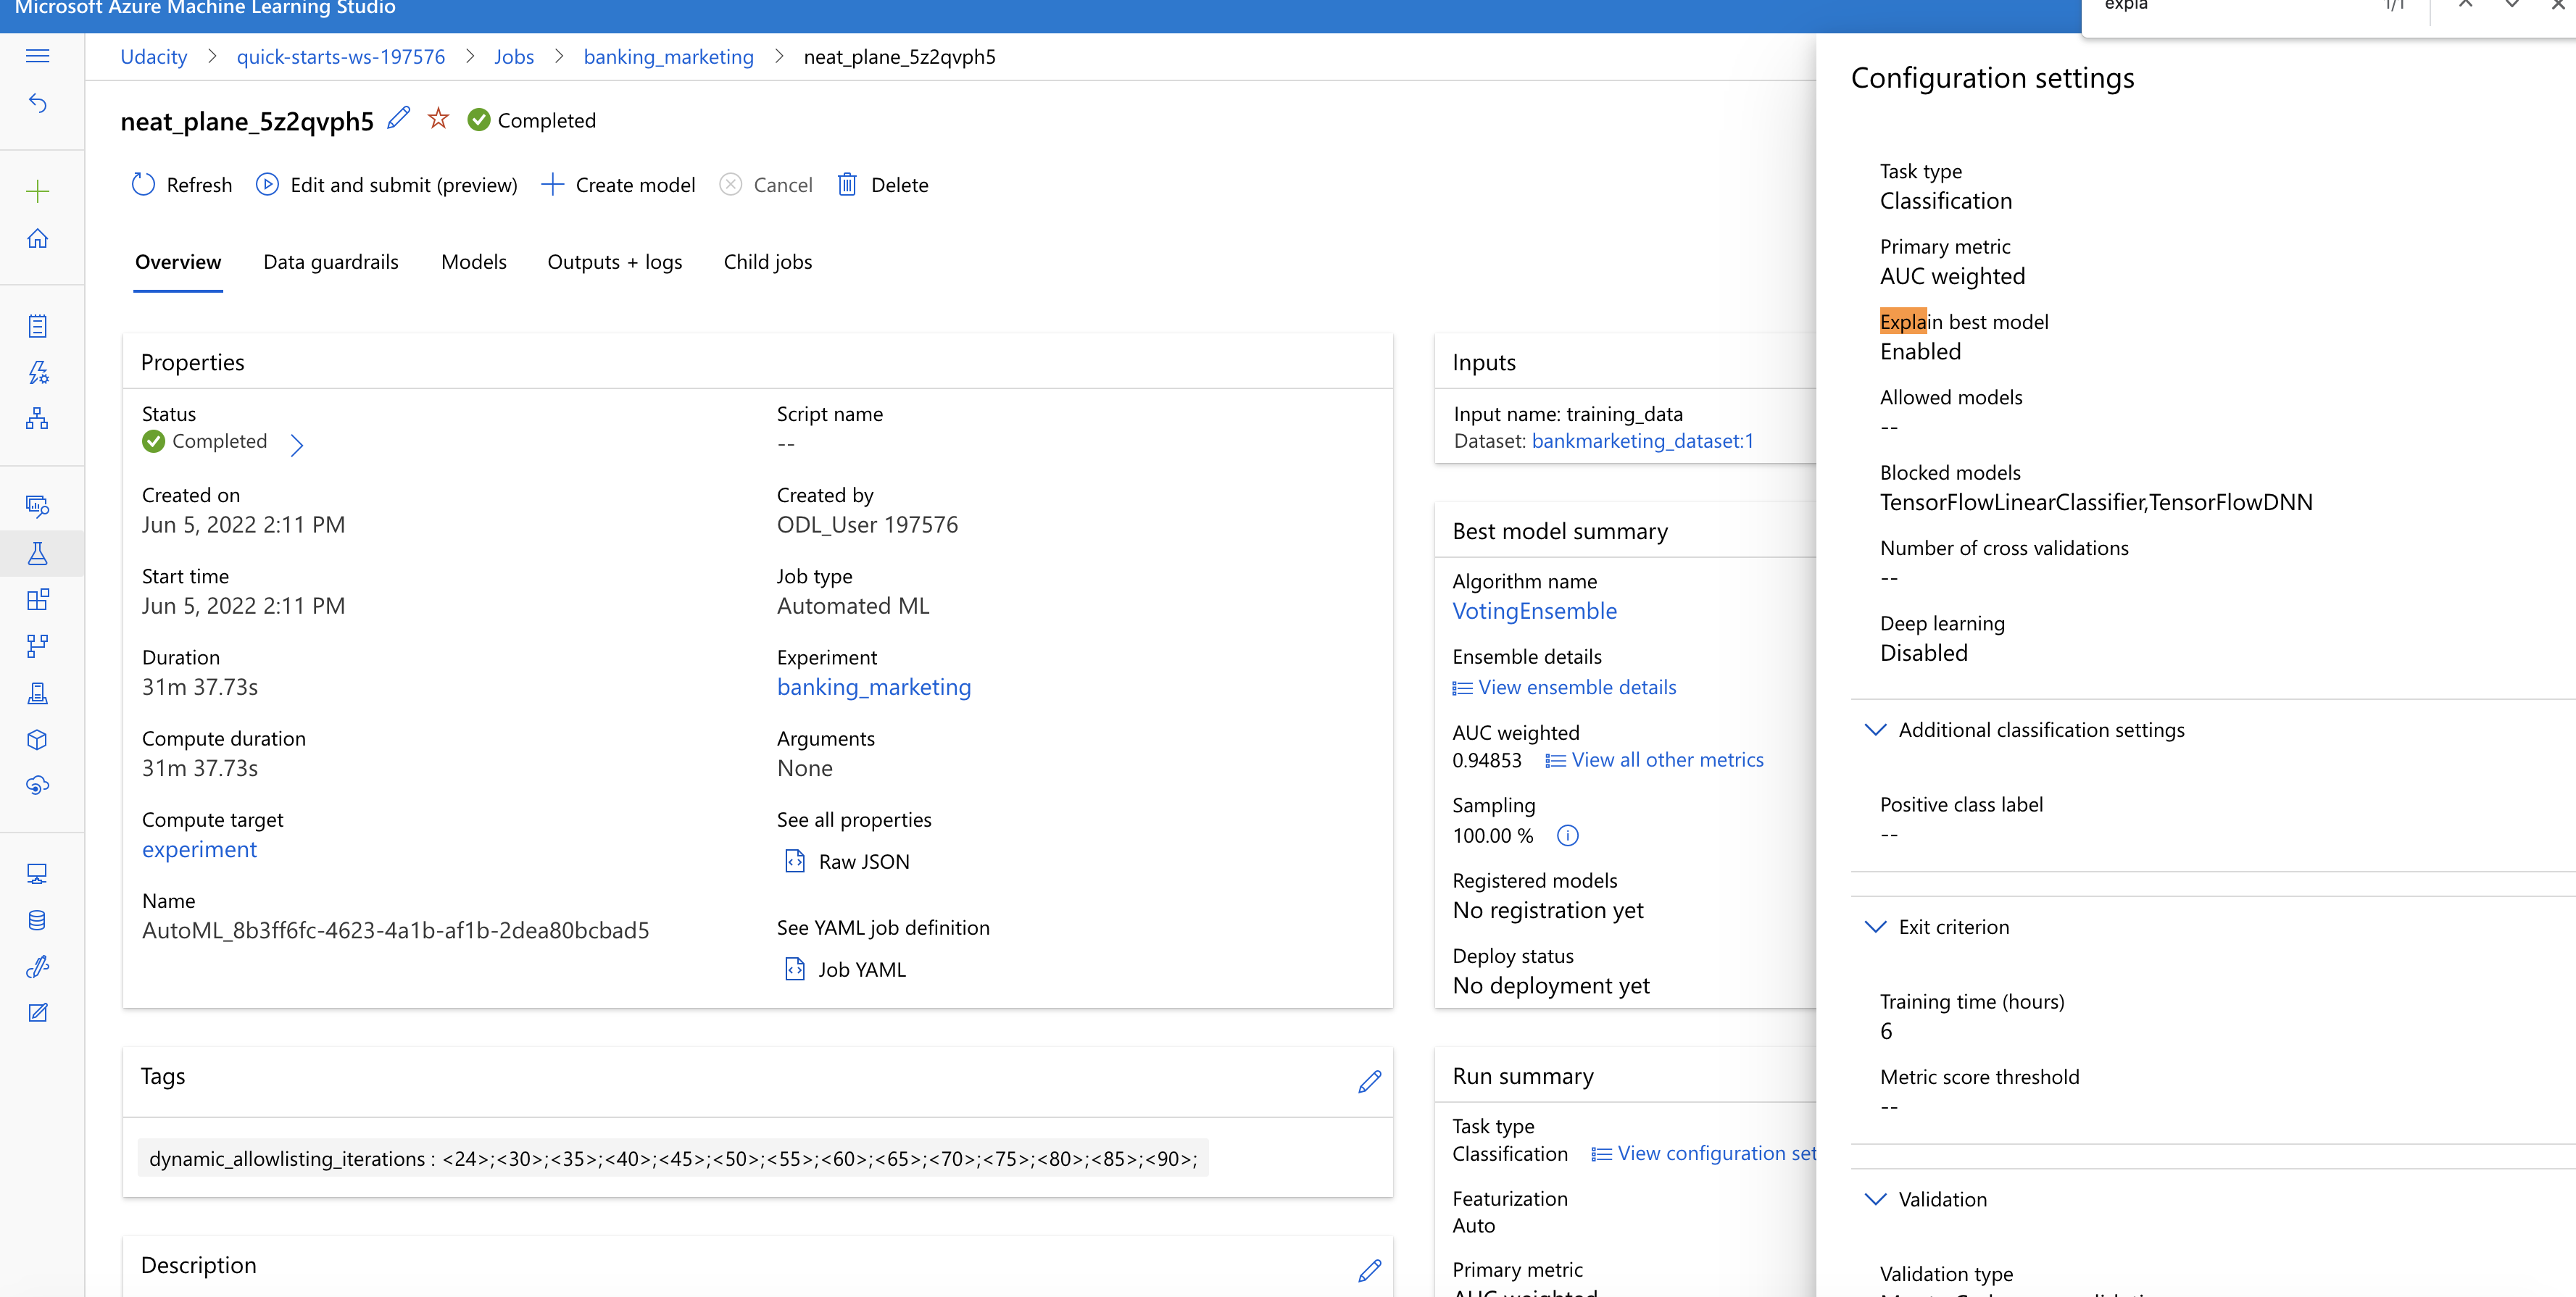 Microsoft Azure Machine Learning Studio
expla
1/1
Udacity > quick-starts-ws-197576 > Jobs > banking_marketing > neat_plane_5z2qvph5
neat_plane_5z2qvph5 Completed
Refresh Edit and submit (preview) Create model Cancel Delete
Overview Data guardrails Models Outputs + logs Child jobs
Properties
Status
Completed
Created on
Jun 5, 2022 2:11 PM
Start time
Jun 5, 2022 2:11 PM
Duration
31m 37.73s
Compute duration
31m 37.73s
Compute target
experiment
Name
AutoML_8b3ff6fc-4623-4a1b-af1b-2dea80bcbad5
Script name
--
Created by
ODL_User 197576
Job type
Automated ML
Experiment
banking_marketing
Arguments
None
See all properties
Raw JSON
See YAML job definition
Job YAML
Tags
dynamic_allowlisting_iterations : <24>;<30>;<35>;<40>;<45>;<50>;<55>;<60>;<65>;<70>;<75>;<80>;<85>;<90>;
Description
Inputs
Input name: training_data
Dataset: bankmarketing_dataset:1
Best model summary
Algorithm name
VotingEnsemble
Ensemble details
View ensemble details
AUC weighted
0.94853 View all other metrics
Sampling
100.00 %
Registered models
No registration yet
Deploy status
No deployment yet
Run summary
Task type
Classification View configuration set
Featurization
Auto
Primary metric
AUC weighted
Configuration settings
Task type
Classification
Primary metric
AUC weighted
Explain best model
Enabled
Allowed models
--
Blocked models
TensorFlowLinearClassifier,TensorFlowDNN
Number of cross validations
--
Deep learning
Disabled
Additional classification settings
Positive class label
--
Exit criterion
Training time (hours)
6
Metric score threshold
--
Validation
Validation type